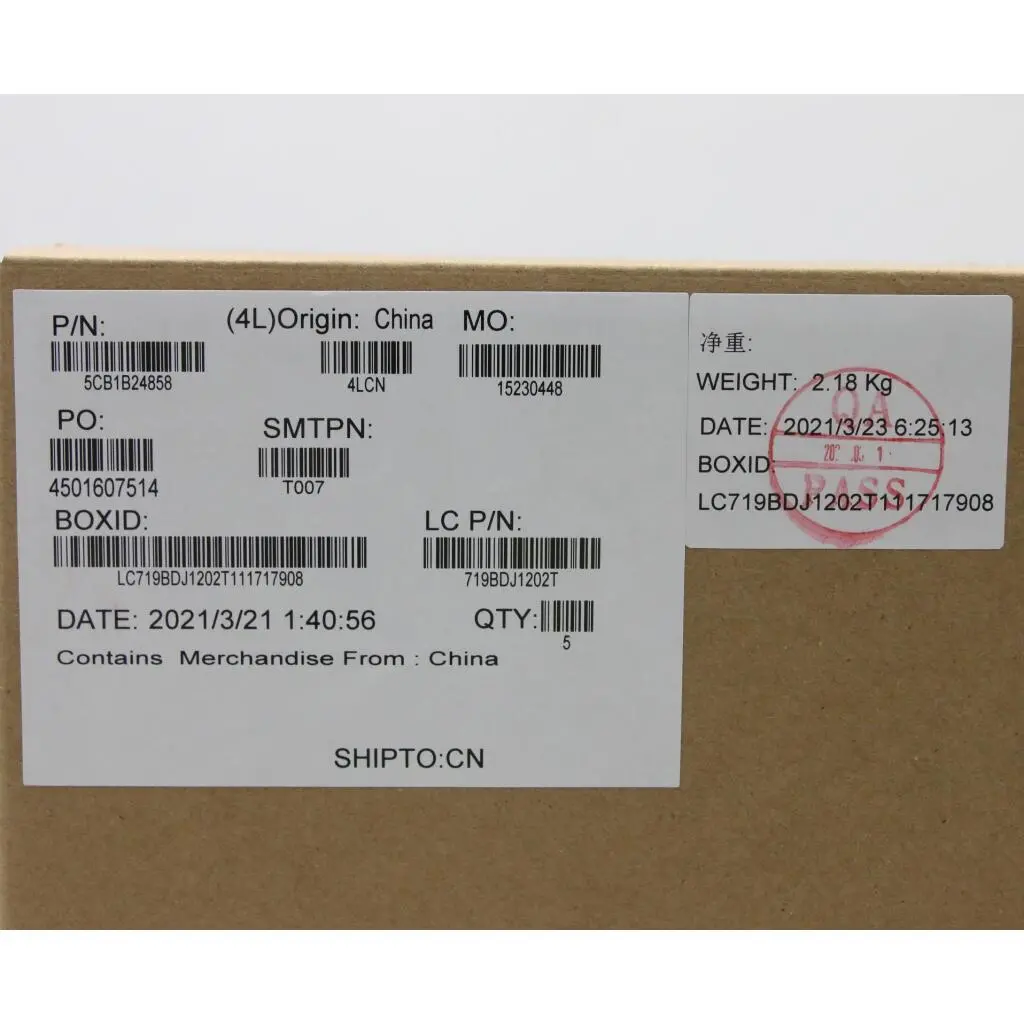 P/N:
5CB1B24858
(4L)Origin: China
4LCN
MO:
15230448
PO:
4501607514
SMTPN:
T007
BOXID:
LC719BDJ1202T111717908
LC P/N:
719BDJ1202T
DATE: 2021/3/21 1:40:56
QTY:
5
Contains Merchandise From : China
SHIPTO:CN
净重:
WEIGHT: 2.18 Kg
DATE: 2021/3/23 6:25:13
BOXID:
LC719BDJ1202T111717908
QA
PASS